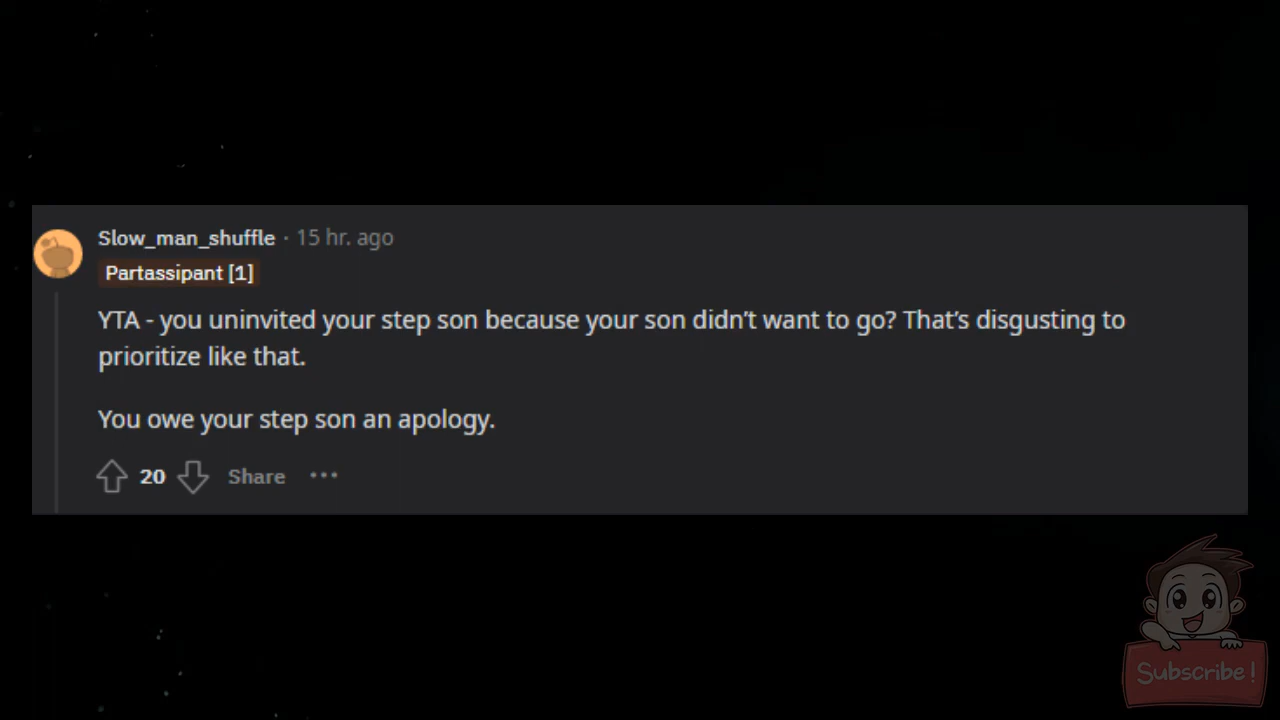 Slow_man_shuffle · 15 hr. ago
Partassipant [1]
YTA - you uninvited your step son because your son didn’t want to go? That’s disgusting to
prioritize like that.
You owe your step son an apology.
20 Share ···
Subscribe!